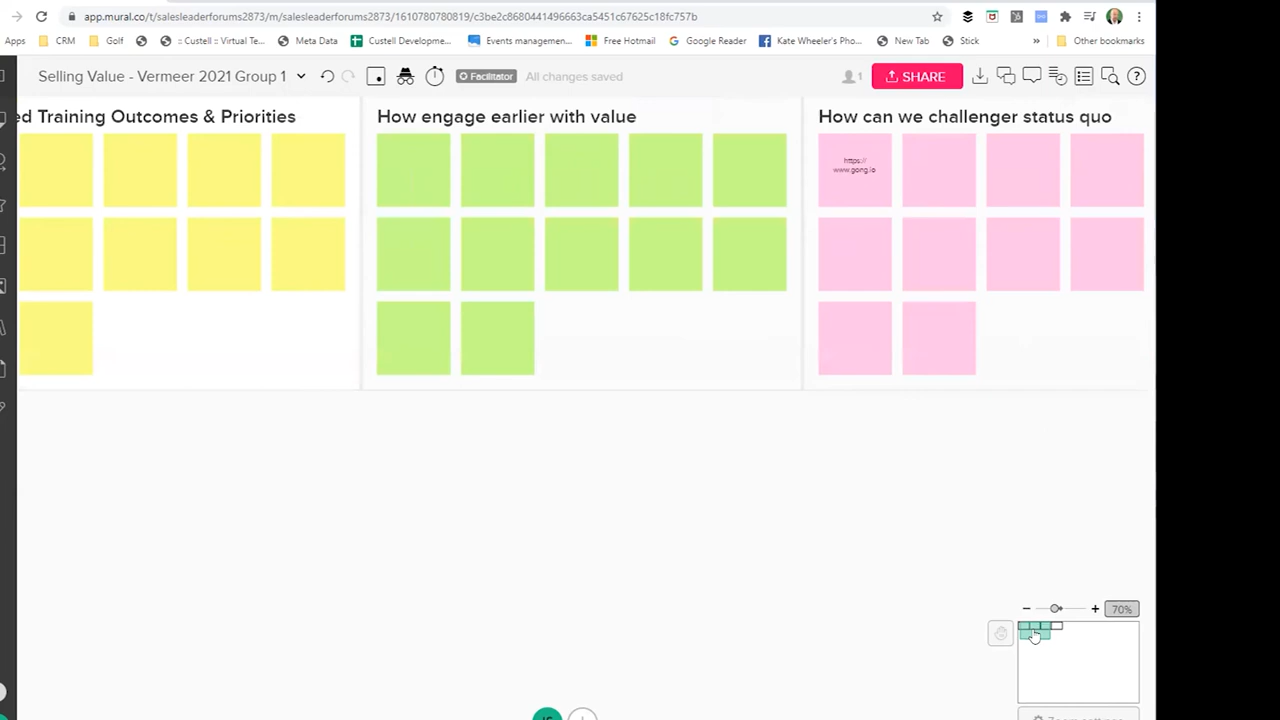 app.mural.co/t/salesleaderforums2873/m/salesleaderforums2873/1610780780819/c3be2c8680441496663ca5451c67625c18fc757b
Apps CRM Golf :: Custell :: Virtual Te... Meta Data Custell Developme... Events managemen... Free Hotmail Google Reader Kate Wheeler's Pho... New Tab Stick » Other bookmarks
Selling Value - Vermeer 2021 Group 1 Facilitator All changes saved 1 SHARE
ed Training Outcomes & Priorities
How engage earlier with value
How can we challenger status quo
https://
www.gong.io
70%